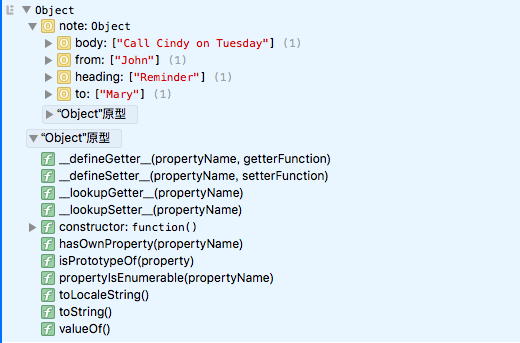 Object
note: Object
body: ["Call Cindy on Tuesday"] (1)
from: ["John"] (1)
heading: ["Reminder"] (1)
to: ["Mary"] (1)
“Object”原型
“Object”原型
__defineGetter__(propertyName, getterFunction)
__defineSetter__(propertyName, setterFunction)
__lookupGetter__(propertyName)
__lookupSetter__(propertyName)
constructor: function()
hasOwnProperty(propertyName)
isPrototypeOf(property)
propertyIsEnumerable(propertyName)
toLocaleString()
toString()
valueOf()